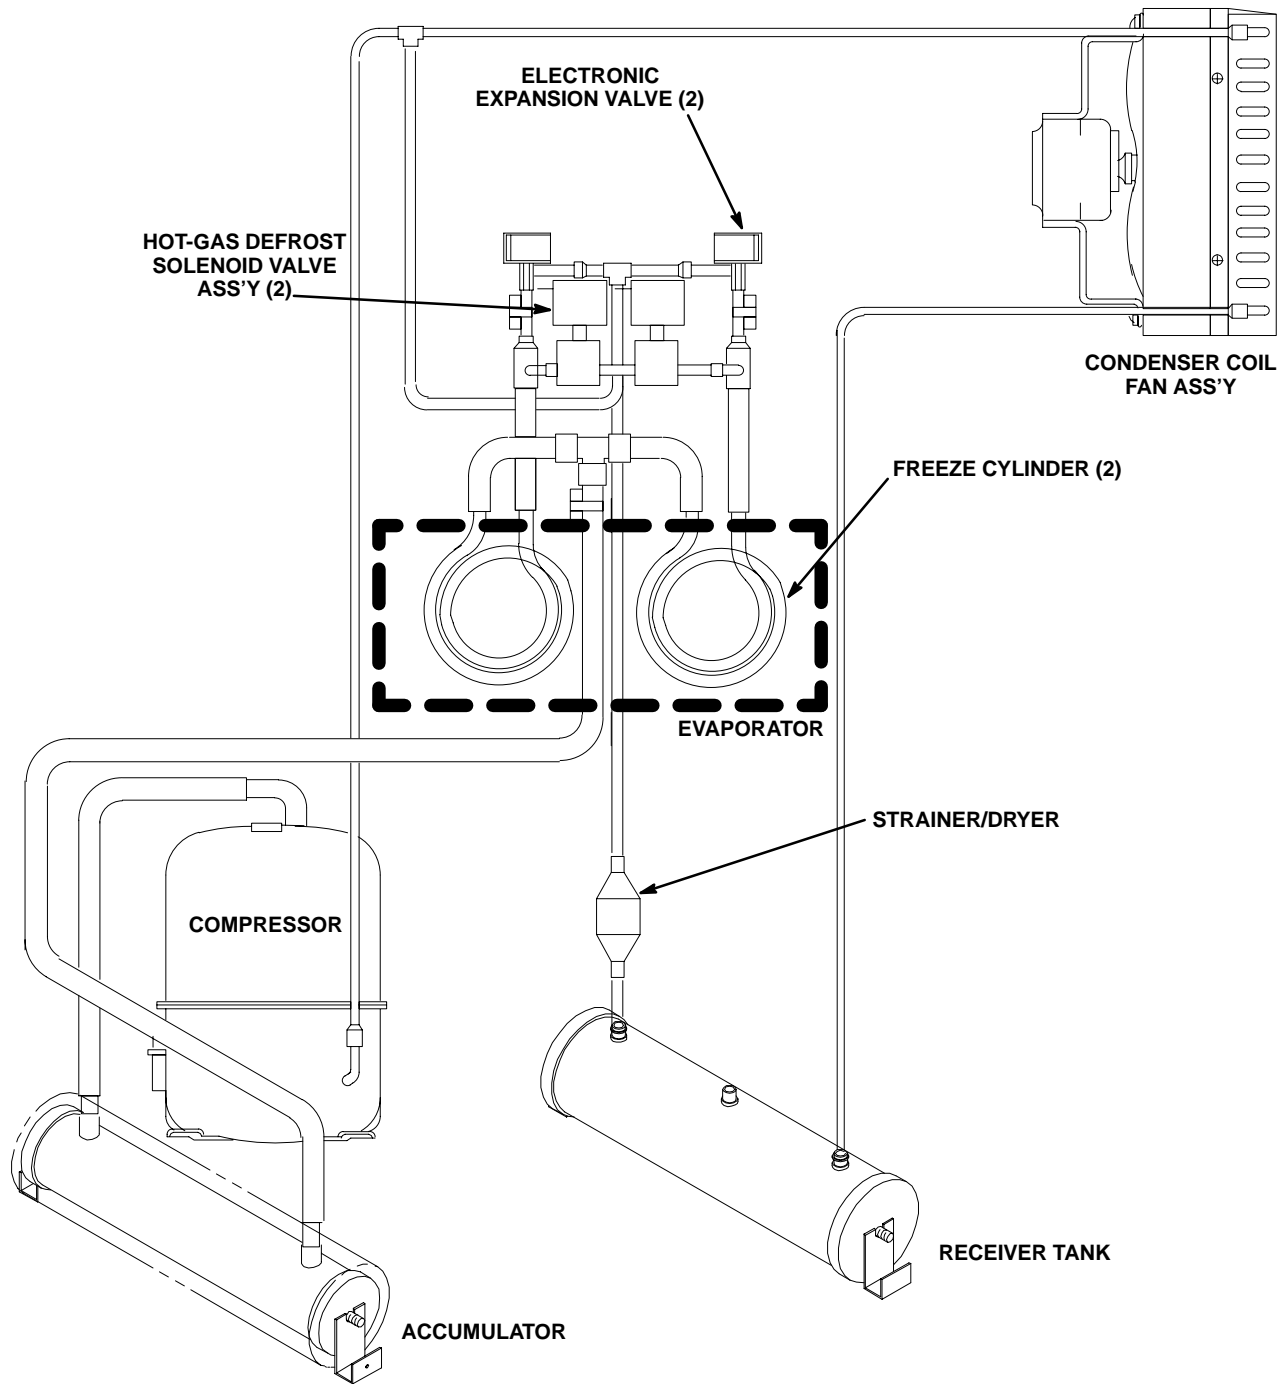 ELECTRONIC
EXPANSION VALVE (2)
HOT-GAS DEFROST
SOLENOID VALVE
ASS'Y (2)
CONDENSER COIL
FAN ASS'Y
FREEZE CYLINDER (2)
EVAPORATOR
STRAINER/DRYER
COMPRESSOR
RECEIVER TANK
ACCUMULATOR